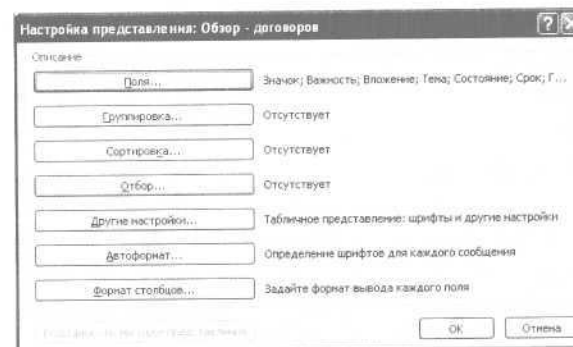 Настройка представления: Обзор - договоров
Описание
Поля... Значок; Важность; Вложение; Тема; Состояние; Срок; Г...
Группировка... Отсутствует
Сортировка... Отсутствует
Отбор... Отсутствует
Другие настройки... Табличное представление: шрифты и другие настройки
Автоформат... Определение шрифтов для каждого сообщения
Формат столбцов... Задайте формат вывода каждого поля
ОК Отмена